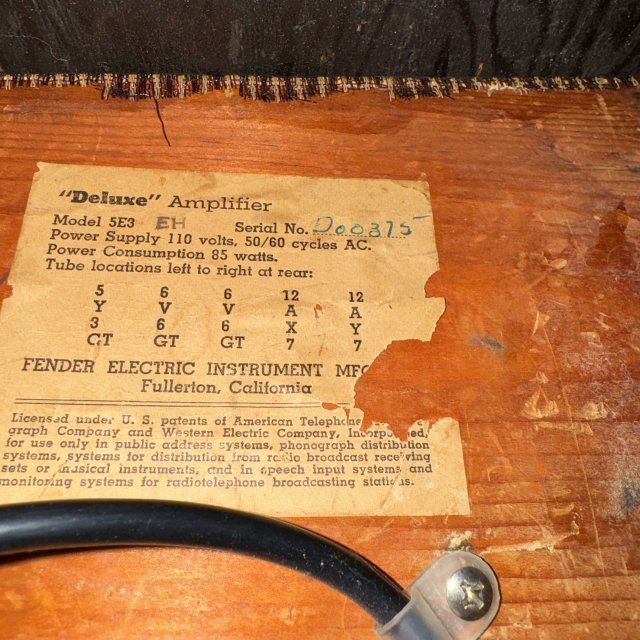 "Deluxe" Amplifier
Model 5E3 EH Serial No. D00375
Power Supply 110 volts, 50/60 cycles AC.
Power Consumption 85 watts.
Tube locations left to right at rear:
5 6 6 12 12
Y V V A A
3 6 6 X Y
GT GT GT 7 7
FENDER ELECTRIC INSTRUMENT
Fullerton, California
Licensed under U. S. patents of American Telephone
graph Company and Western Electric Company, Incorporated,
for use only in public address systems, phonograph distribution
systems, systems for distribution from radio broadcast receiving
sets or musical instruments, and in speech input systems and
monitoring systems for radiotelephone broadcasting stations.